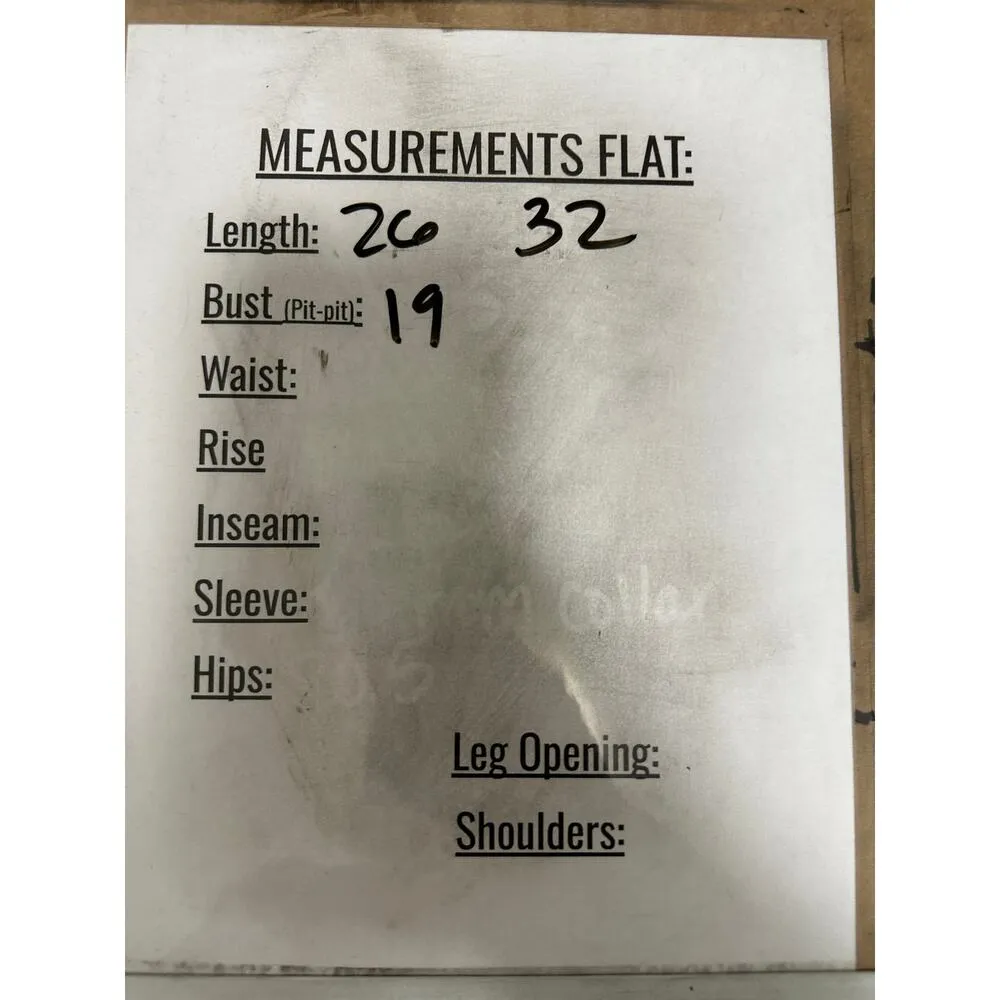 MEASUREMENTS FLAT:
Length: 26 32
Bust (Pit-pit): 19
Waist:
Rise
Inseam:
Sleeve:
Hips:
Leg Opening:
Shoulders: